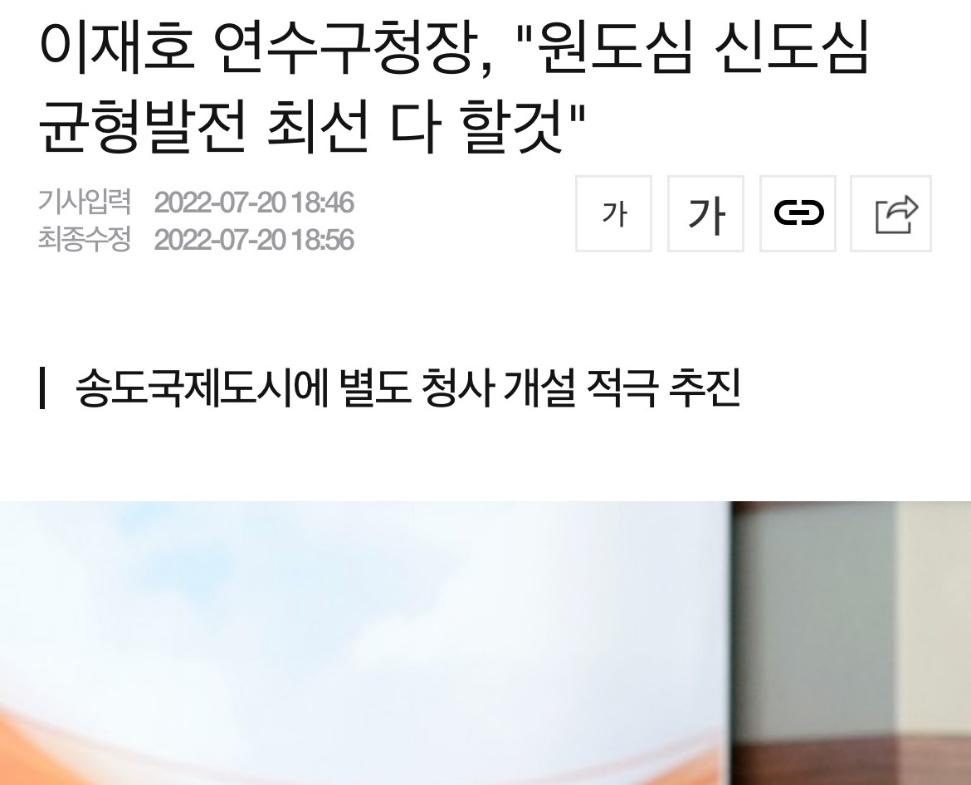 이재호 연수구청장, "원도심 신도심
균형발전 최선 다 할것"
기사입력 2022-07-20 18:46
최종수정 2022-07-20 18:56
가 가
송도국제도시에 별도 청사 개설 적극 추진